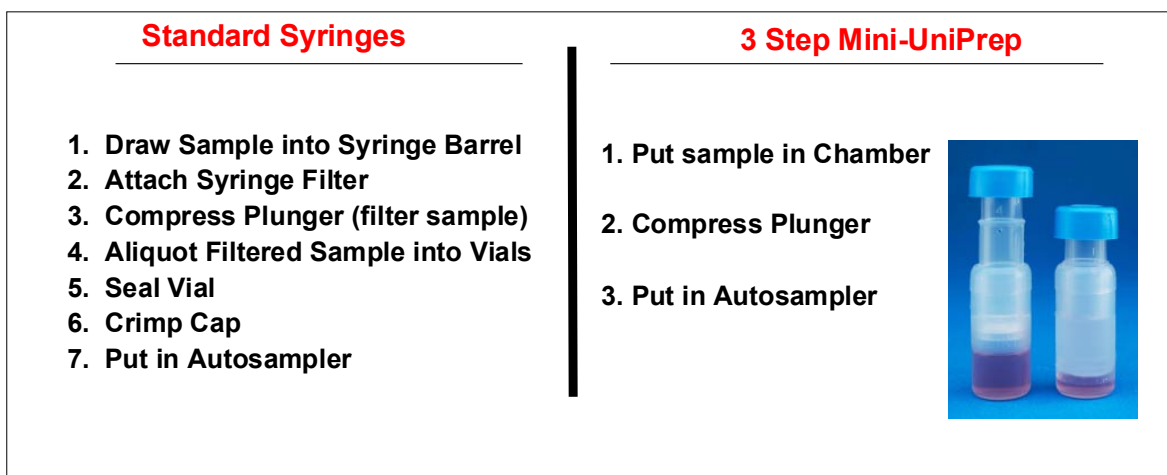 Standard Syringes
1. Draw Sample into Syringe Barrel
2. Attach Syringe Filter
3. Compress Plunger (filter sample)
4. Aliquot Filtered Sample into Vials
5. Seal Vial
6. Crimp Cap
7. Put in Autosampler
3 Step Mini-UniPrep
1. Put sample in Chamber
2. Compress Plunger
3. Put in Autosampler